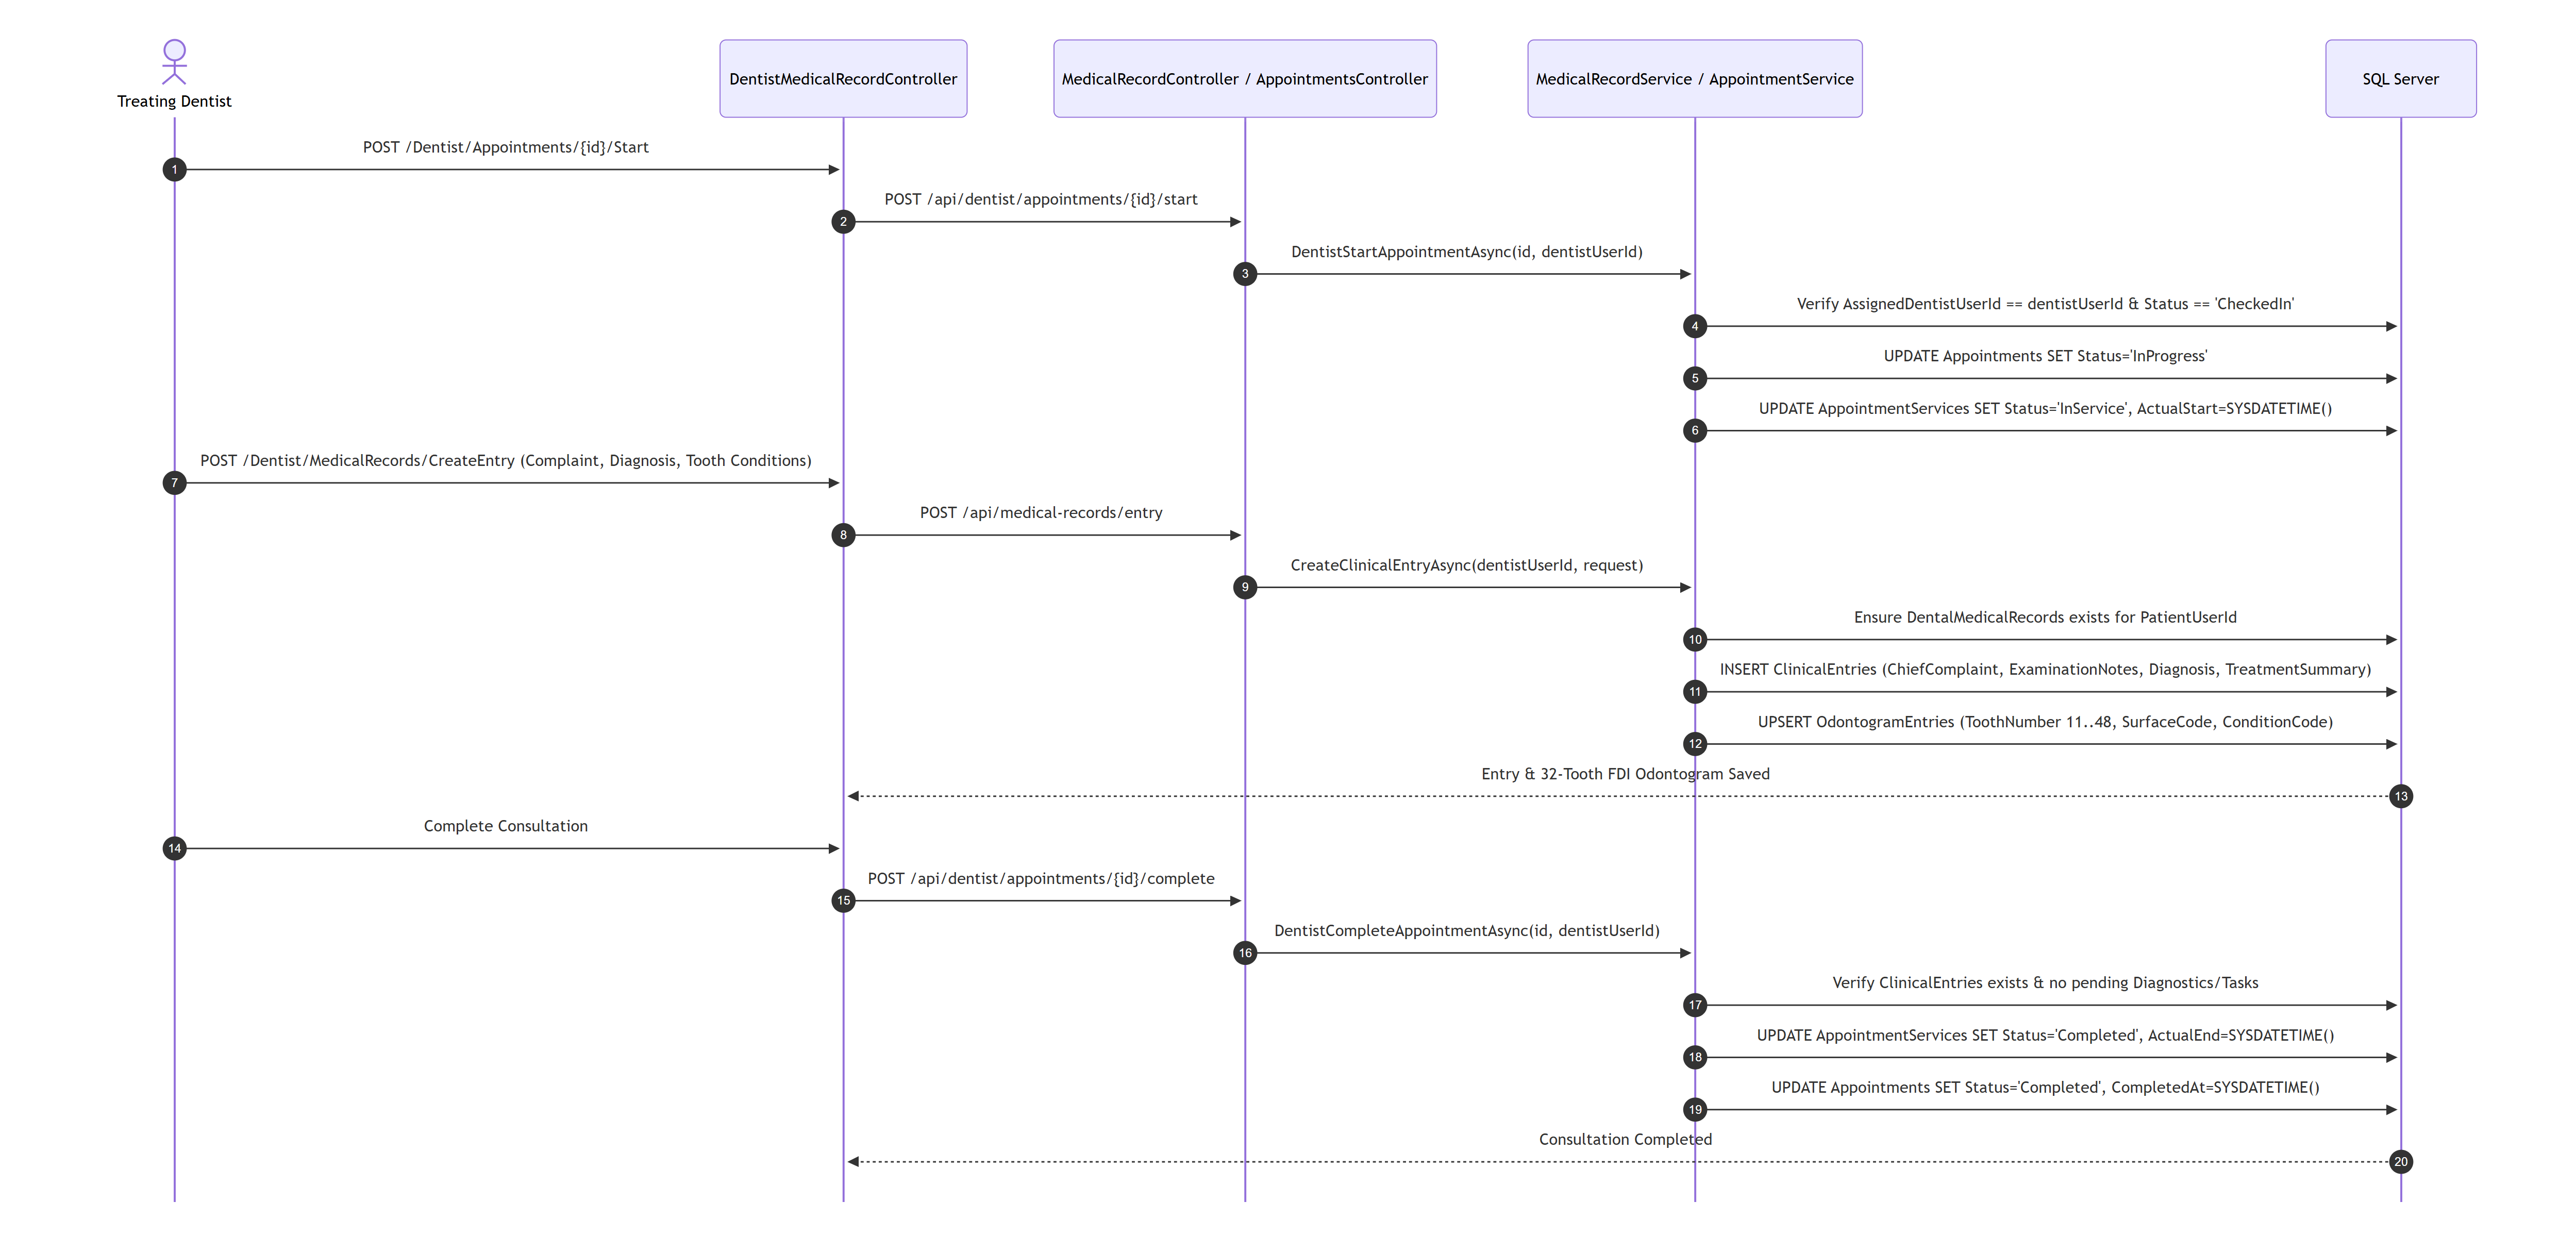 Treating Dentist
DentistMedicalRecordController
MedicalRecordController / AppointmentsController
MedicalRecordService / AppointmentService
SQL Server
POST /Dentist/Appointments/{id}/Start
1
POST /api/dentist/appointments/{id}/start
2
DentistStartAppointmentAsync(id, dentistUserId)
3
Verify AssignedDentistUserId == dentistUserId & Status == 'CheckedIn'
4
UPDATE Appointments SET Status='InProgress'
5
UPDATE AppointmentServices SET Status='InService', ActualStart=SYSDATETIME()
6
POST /Dentist/MedicalRecords/CreateEntry (Complaint, Diagnosis, Tooth Conditions)
7
POST /api/medical-records/entry
8
CreateClinicalEntryAsync(dentistUserId, request)
9
Ensure DentalMedicalRecords exists for PatientUserId
10
INSERT ClinicalEntries (ChiefComplaint, ExaminationNotes, Diagnosis, TreatmentSummary)
11
UPSERT OdontogramEntries (ToothNumber 11..48, SurfaceCode, ConditionCode)
12
Entry & 32-Tooth FDI Odontogram Saved
13
Complete Consultation
14
POST /api/dentist/appointments/{id}/complete
15
DentistCompleteAppointmentAsync(id, dentistUserId)
16
Verify ClinicalEntries exists & no pending Diagnostics/Tasks
17
UPDATE AppointmentServices SET Status='Completed', ActualEnd=SYSDATETIME()
18
UPDATE Appointments SET Status='Completed', CompletedAt=SYSDATETIME()
19
Consultation Completed
20